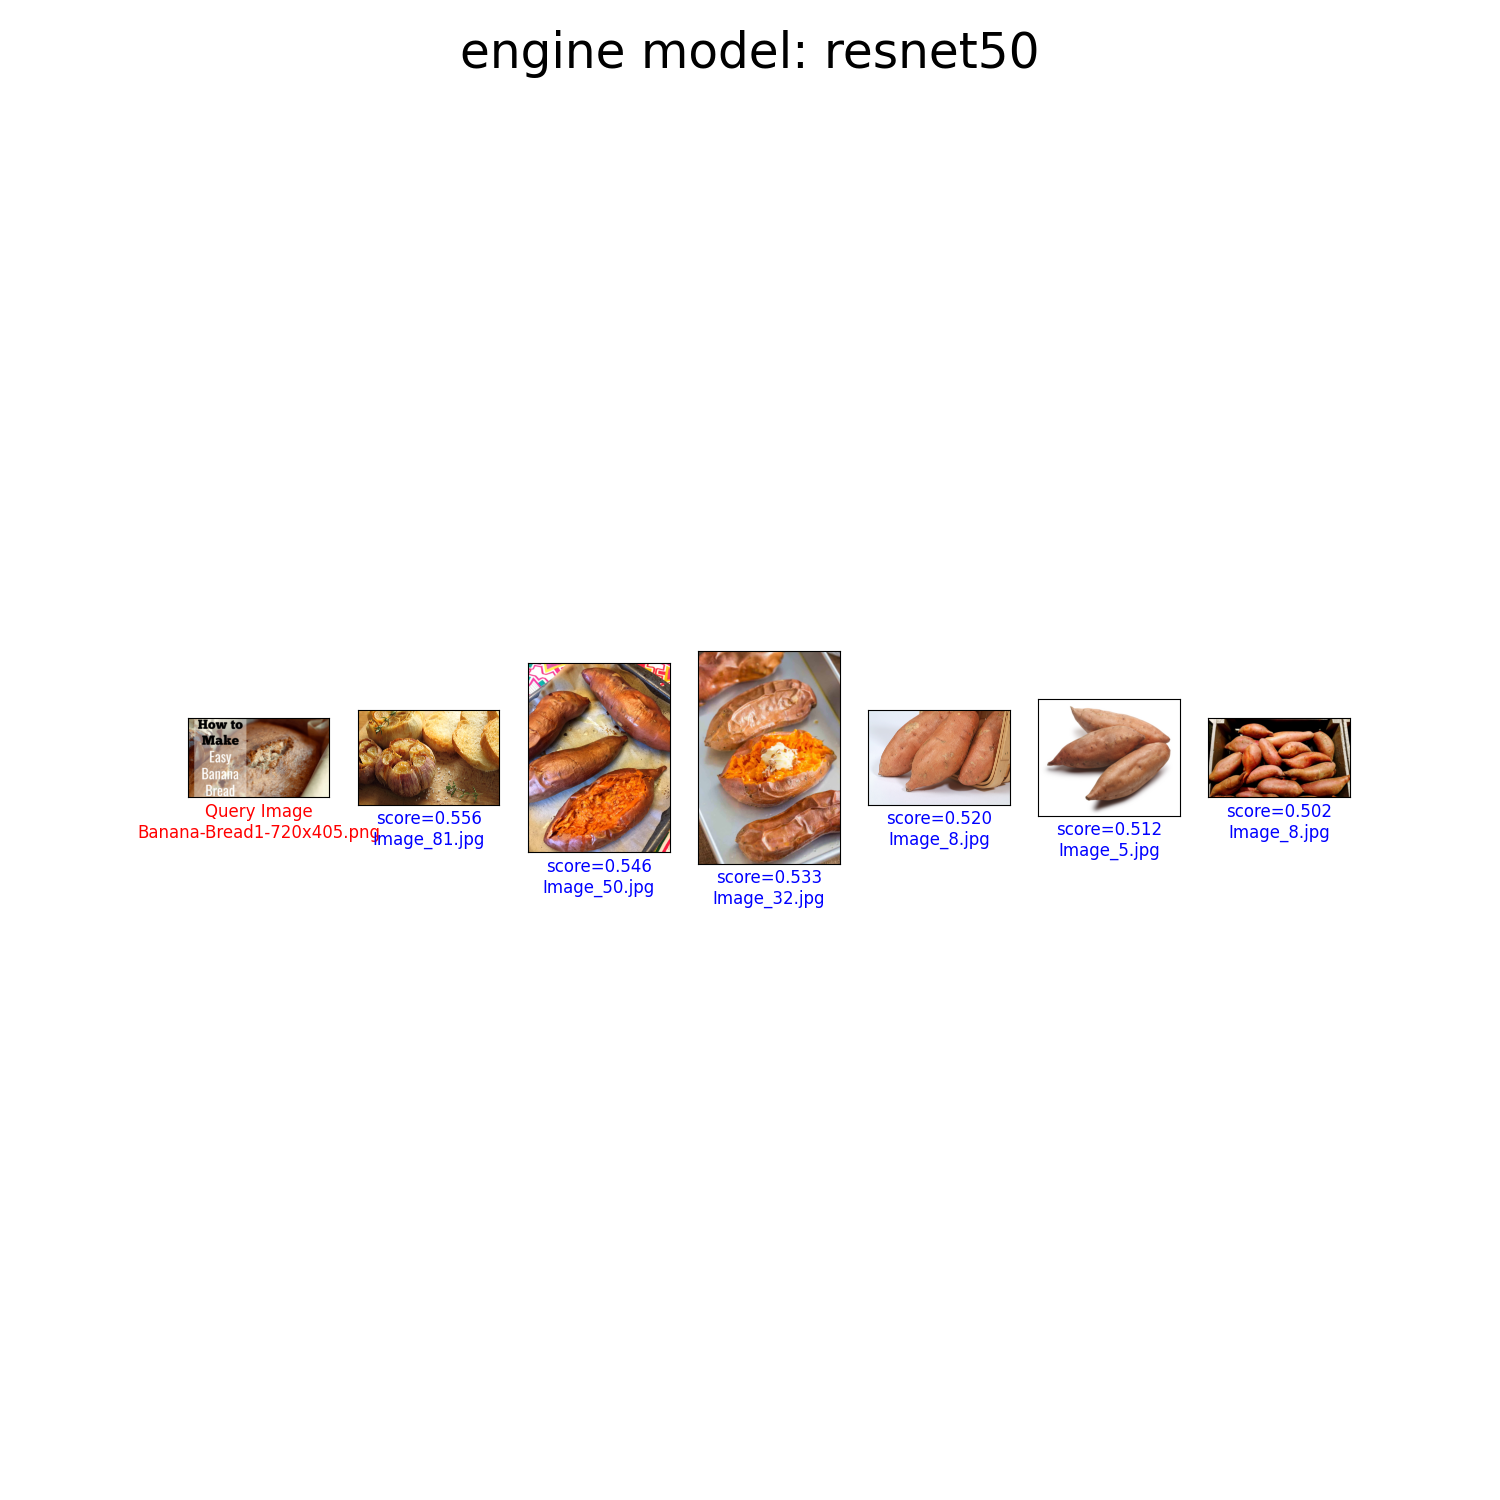 engine model: resnet50
How to
Make
Easy
Banana
Bread
Query Image
Banana-Bread1-720x405.png
score=0.556
Image_81.jpg
score=0.546
Image_50.jpg
score=0.533
Image_32.jpg
score=0.520
Image_8.jpg
score=0.512
Image_5.jpg
score=0.502
Image_8.jpg